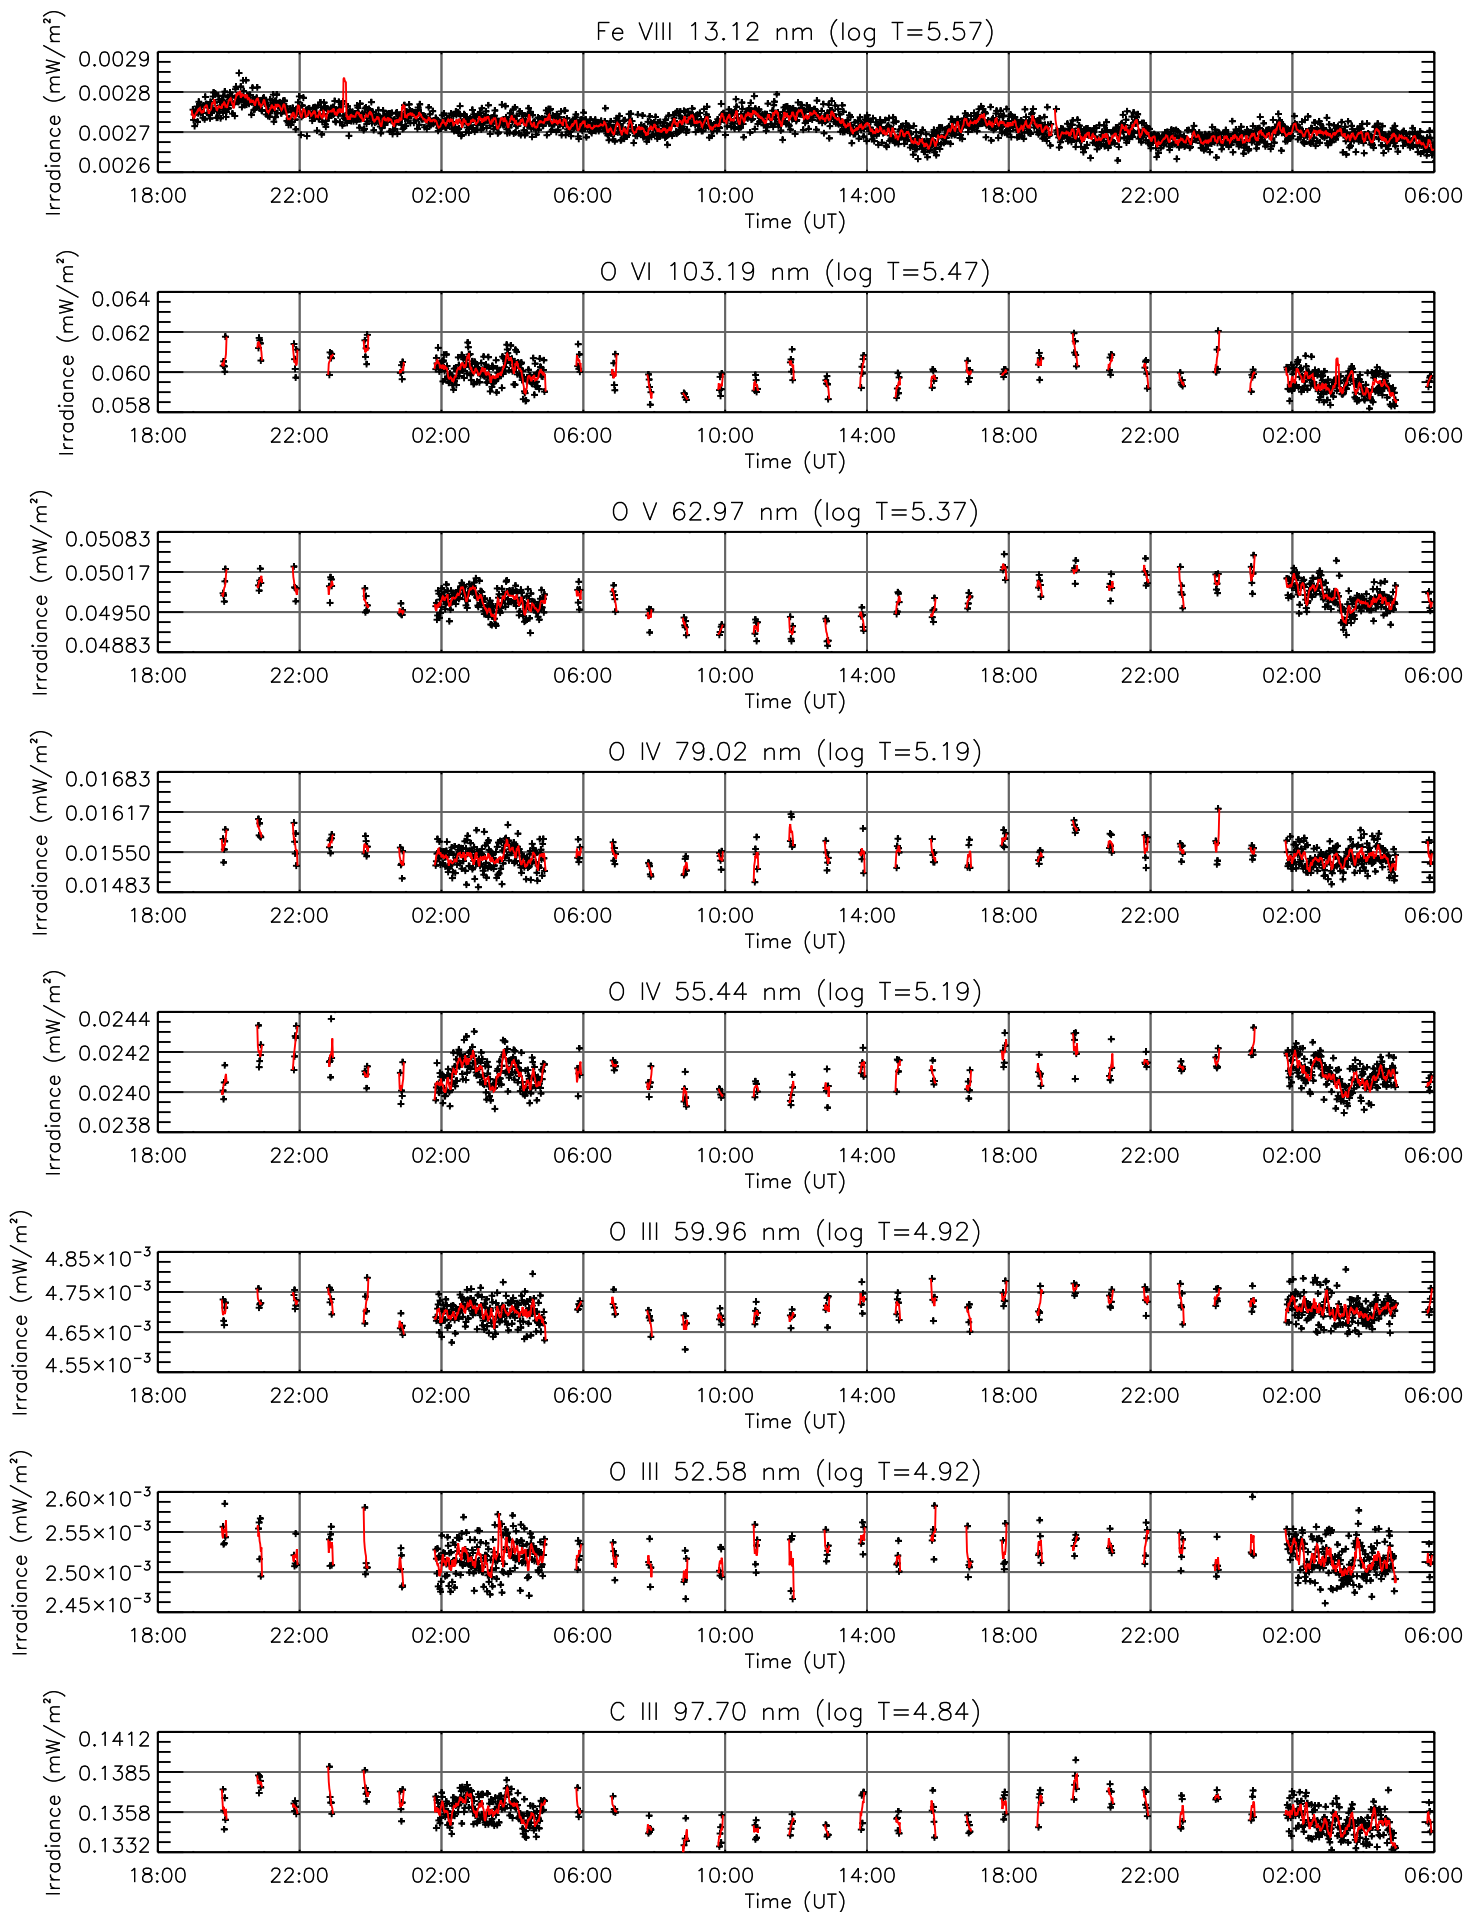 Fe VIII 13.12 nm (log T=5.57)
Irradiance (mW/m²)
0.0029
0.0028
0.0027
0.0026
18:00 22:00 02:00 06:00 10:00 14:00 18:00 22:00 02:00 06:00
Time (UT)
O VI 103.19 nm (log T=5.47)
Irradiance (mW/m²)
0.064
0.062
0.060
0.058
18:00 22:00 02:00 06:00 10:00 14:00 18:00 22:00 02:00 06:00
Time (UT)
O V 62.97 nm (log T=5.37)
Irradiance (mW/m²)
0.05083
0.05017
0.04950
0.04883
18:00 22:00 02:00 06:00 10:00 14:00 18:00 22:00 02:00 06:00
Time (UT)
O IV 79.02 nm (log T=5.19)
Irradiance (mW/m²)
0.01683
0.01617
0.01550
0.01483
18:00 22:00 02:00 06:00 10:00 14:00 18:00 22:00 02:00 06:00
Time (UT)
O IV 55.44 nm (log T=5.19)
Irradiance (mW/m²)
0.0244
0.0242
0.0240
0.0238
18:00 22:00 02:00 06:00 10:00 14:00 18:00 22:00 02:00 06:00
Time (UT)
O III 59.96 nm (log T=4.92)
Irradiance (mW/m²)
4.85×10⁻³
4.75×10⁻³
4.65×10⁻³
4.55×10⁻³
18:00 22:00 02:00 06:00 10:00 14:00 18:00 22:00 02:00 06:00
Time (UT)
O III 52.58 nm (log T=4.92)
Irradiance (mW/m²)
2.60×10⁻³
2.55×10⁻³
2.50×10⁻³
2.45×10⁻³
18:00 22:00 02:00 06:00 10:00 14:00 18:00 22:00 02:00 06:00
Time (UT)
C III 97.70 nm (log T=4.84)
Irradiance (mW/m²)
0.1412
0.1385
0.1358
0.1332
18:00 22:00 02:00 06:00 10:00 14:00 18:00 22:00 02:00 06:00
Time (UT)